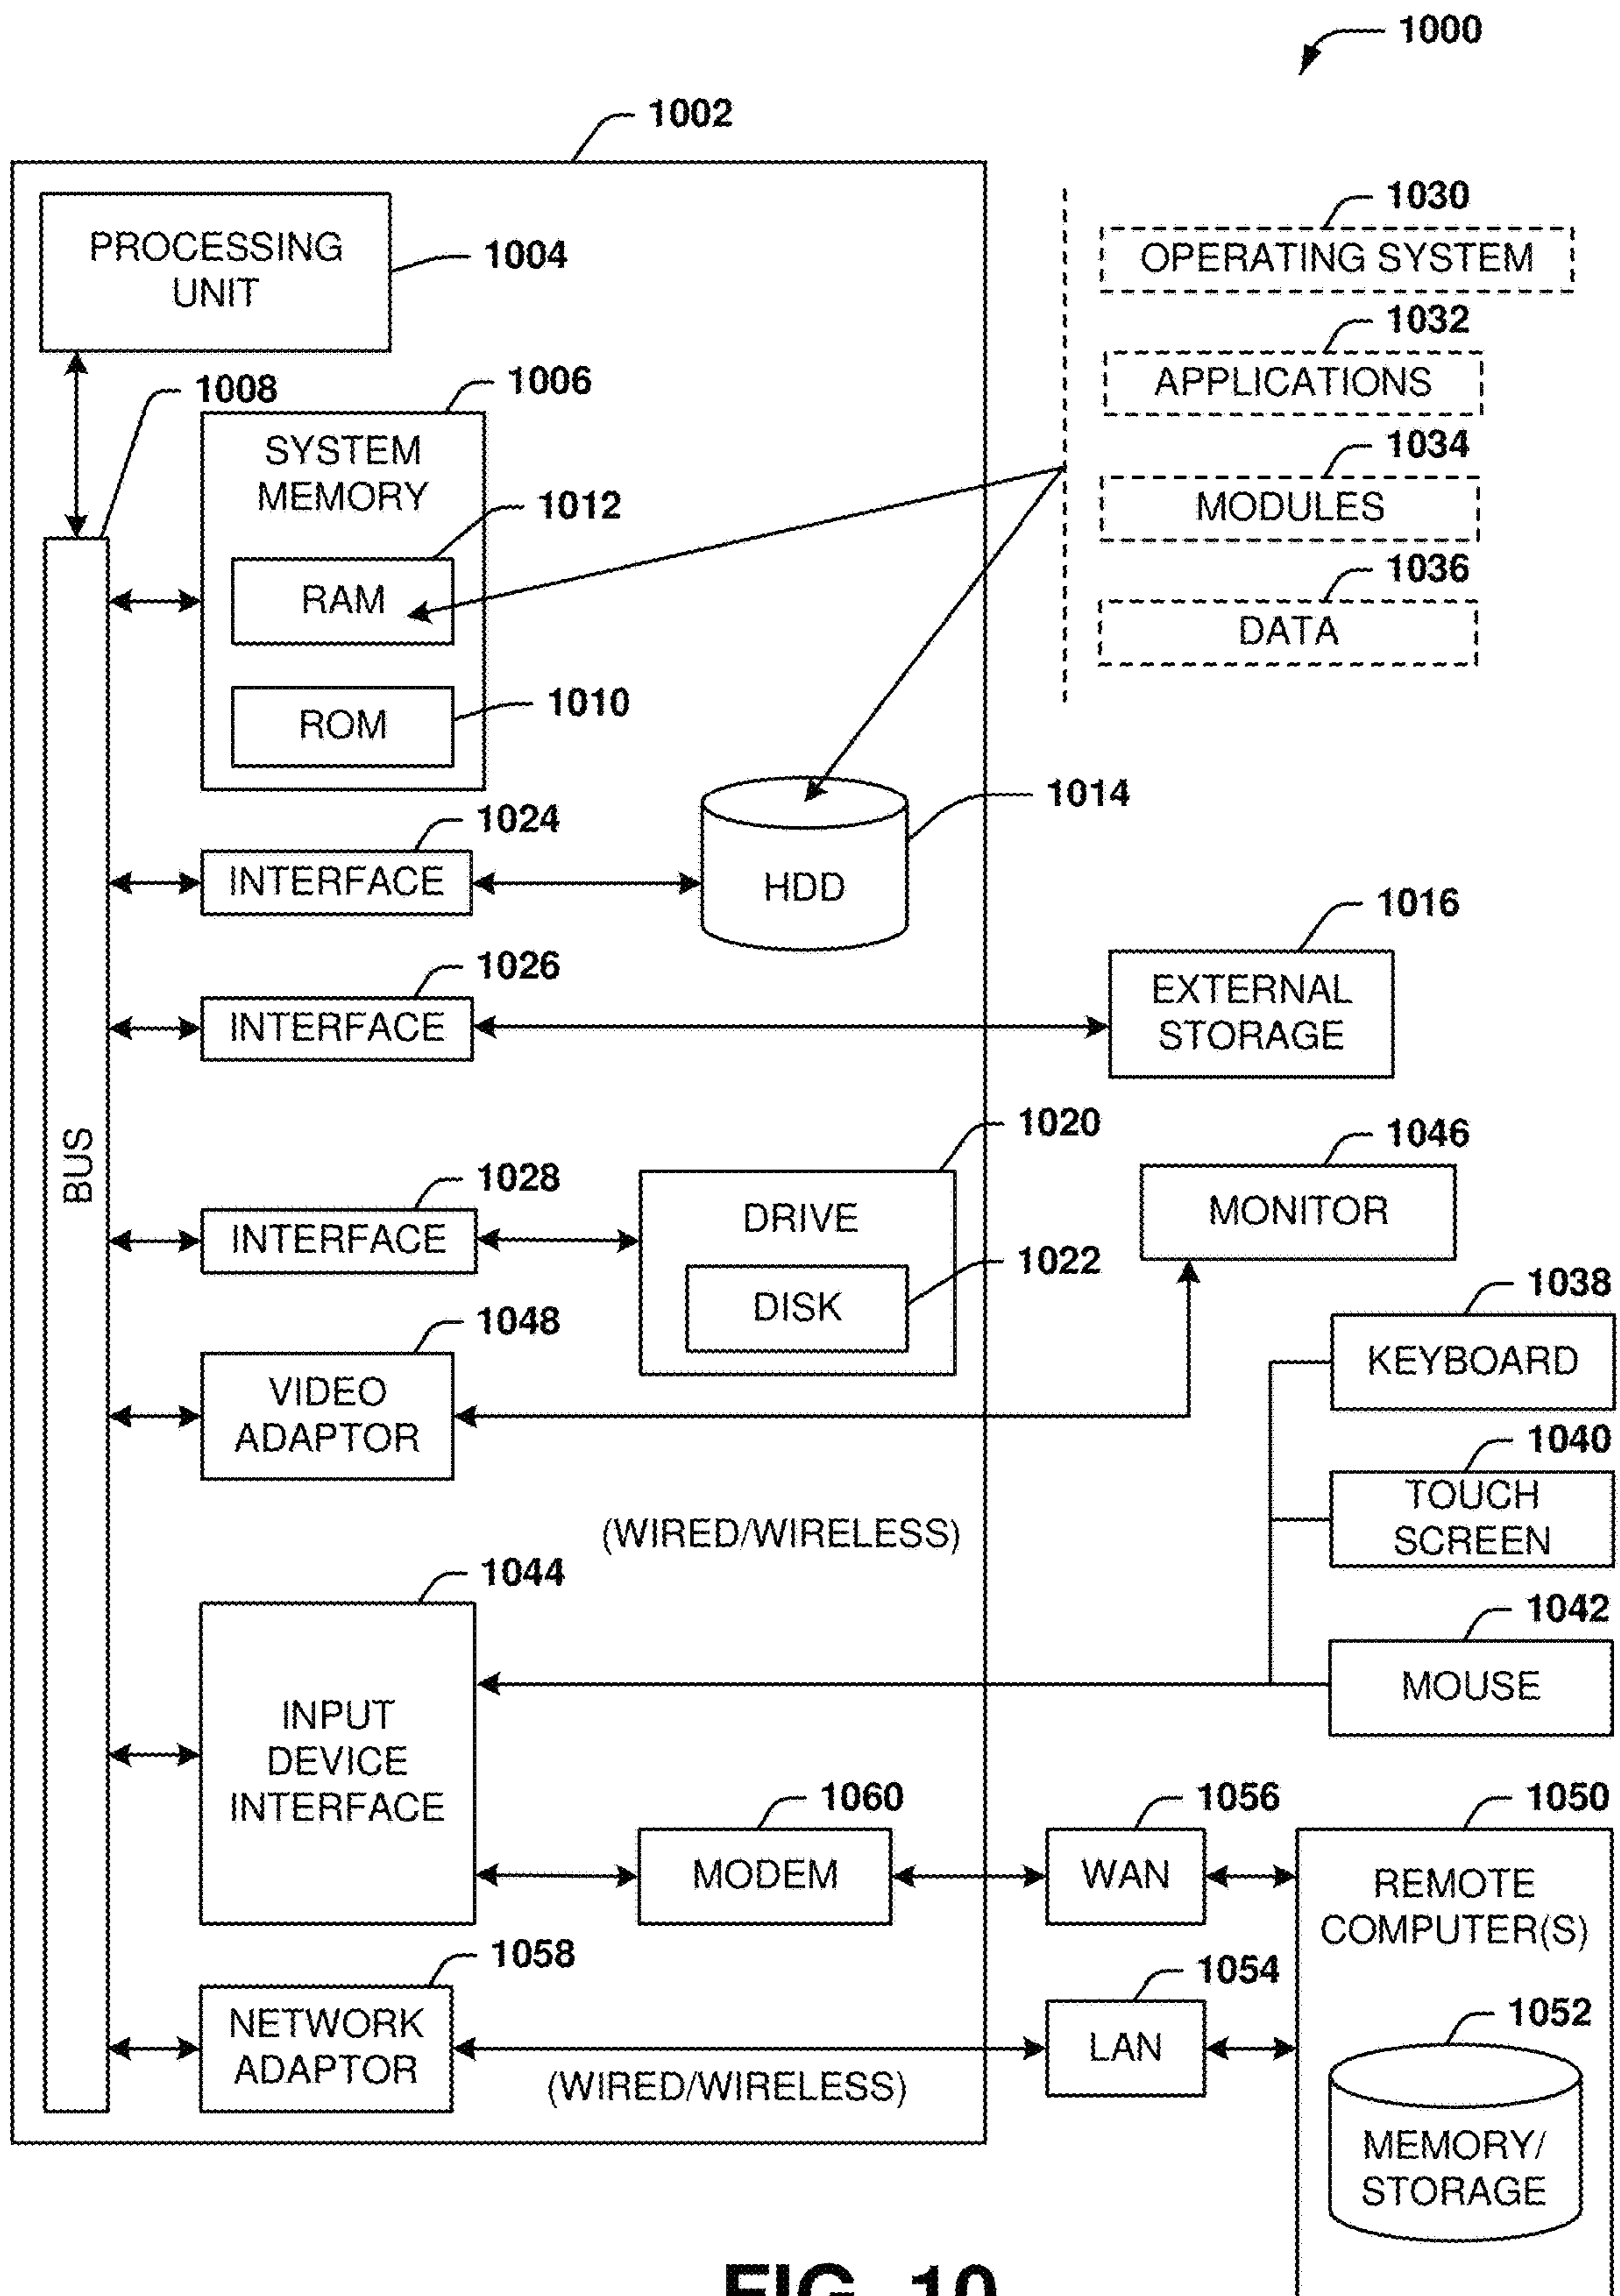 1000
1002
PROCESSING
UNIT
1004
1030
OPERATING SYSTEM
1032
APPLICATIONS
1034
MODULES
1036
DATA
1008
1006
SYSTEM
MEMORY
1012
RAM
1010
ROM
1024
INTERFACE
1014
HDD
1026
INTERFACE
1016
EXTERNAL
STORAGE
BUS
1028
INTERFACE
1020
DRIVE
1022
DISK
1046
MONITOR
1048
VIDEO
ADAPTOR
1038
KEYBOARD
1040
TOUCH
SCREEN
(WIRED/WIRELESS)
1044
INPUT
DEVICE
INTERFACE
1042
MOUSE
1060
MODEM
1056
WAN
1050
REMOTE
COMPUTER(S)
1058
NETWORK
ADAPTOR
(WIRED/WIRELESS)
1054
LAN
1052
MEMORY/
STORAGE
FIG. 10